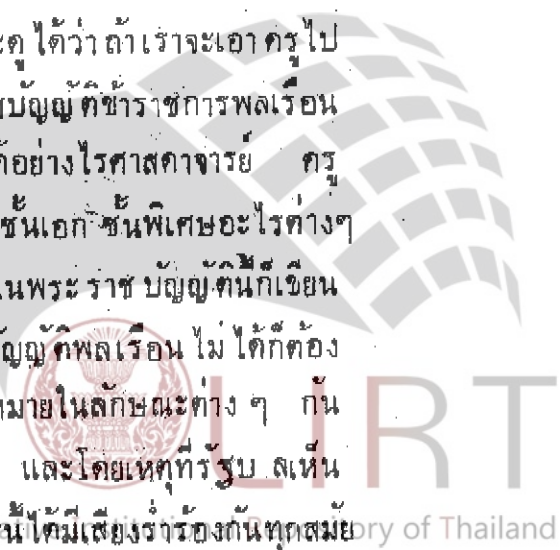 ะดูได้ว่าถ้าเราจะเอาครูไป
บัญญัติข้าราชการพลเรือน
อย่างไรศาสตาจารย์ ครู
ชั้นเอก ชั้นพิเศษอะไรต่างๆ
ในพระราชบัญญัตินี้ก็เขียน
บัญญัติพลเรือนไม่ได้ก็ต้อง
หมายในลักษณะต่าง ๆ กัน
และโดยเหตุที่รัฐบาลเห็น
นี้ได้มีเสียงร่ำร้องกันทุกสมัย
LIRT
ory of Thailand